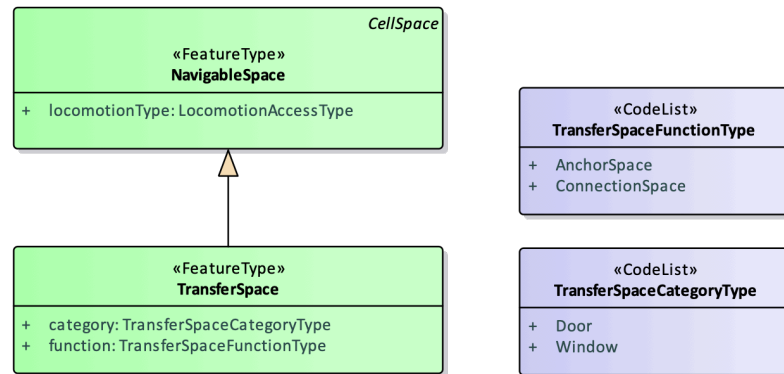 CellSpace
«FeatureType»
NavigableSpace
+ locomotionType: LocomotionAccessType
«FeatureType»
TransferSpace
+ category: TransferSpaceCategoryType
+ function: TransferSpaceFunctionType
«CodeList»
TransferSpaceFunctionType
+ AnchorSpace
+ ConnectionSpace
«CodeList»
TransferSpaceCategoryType
+ Door
+ Window